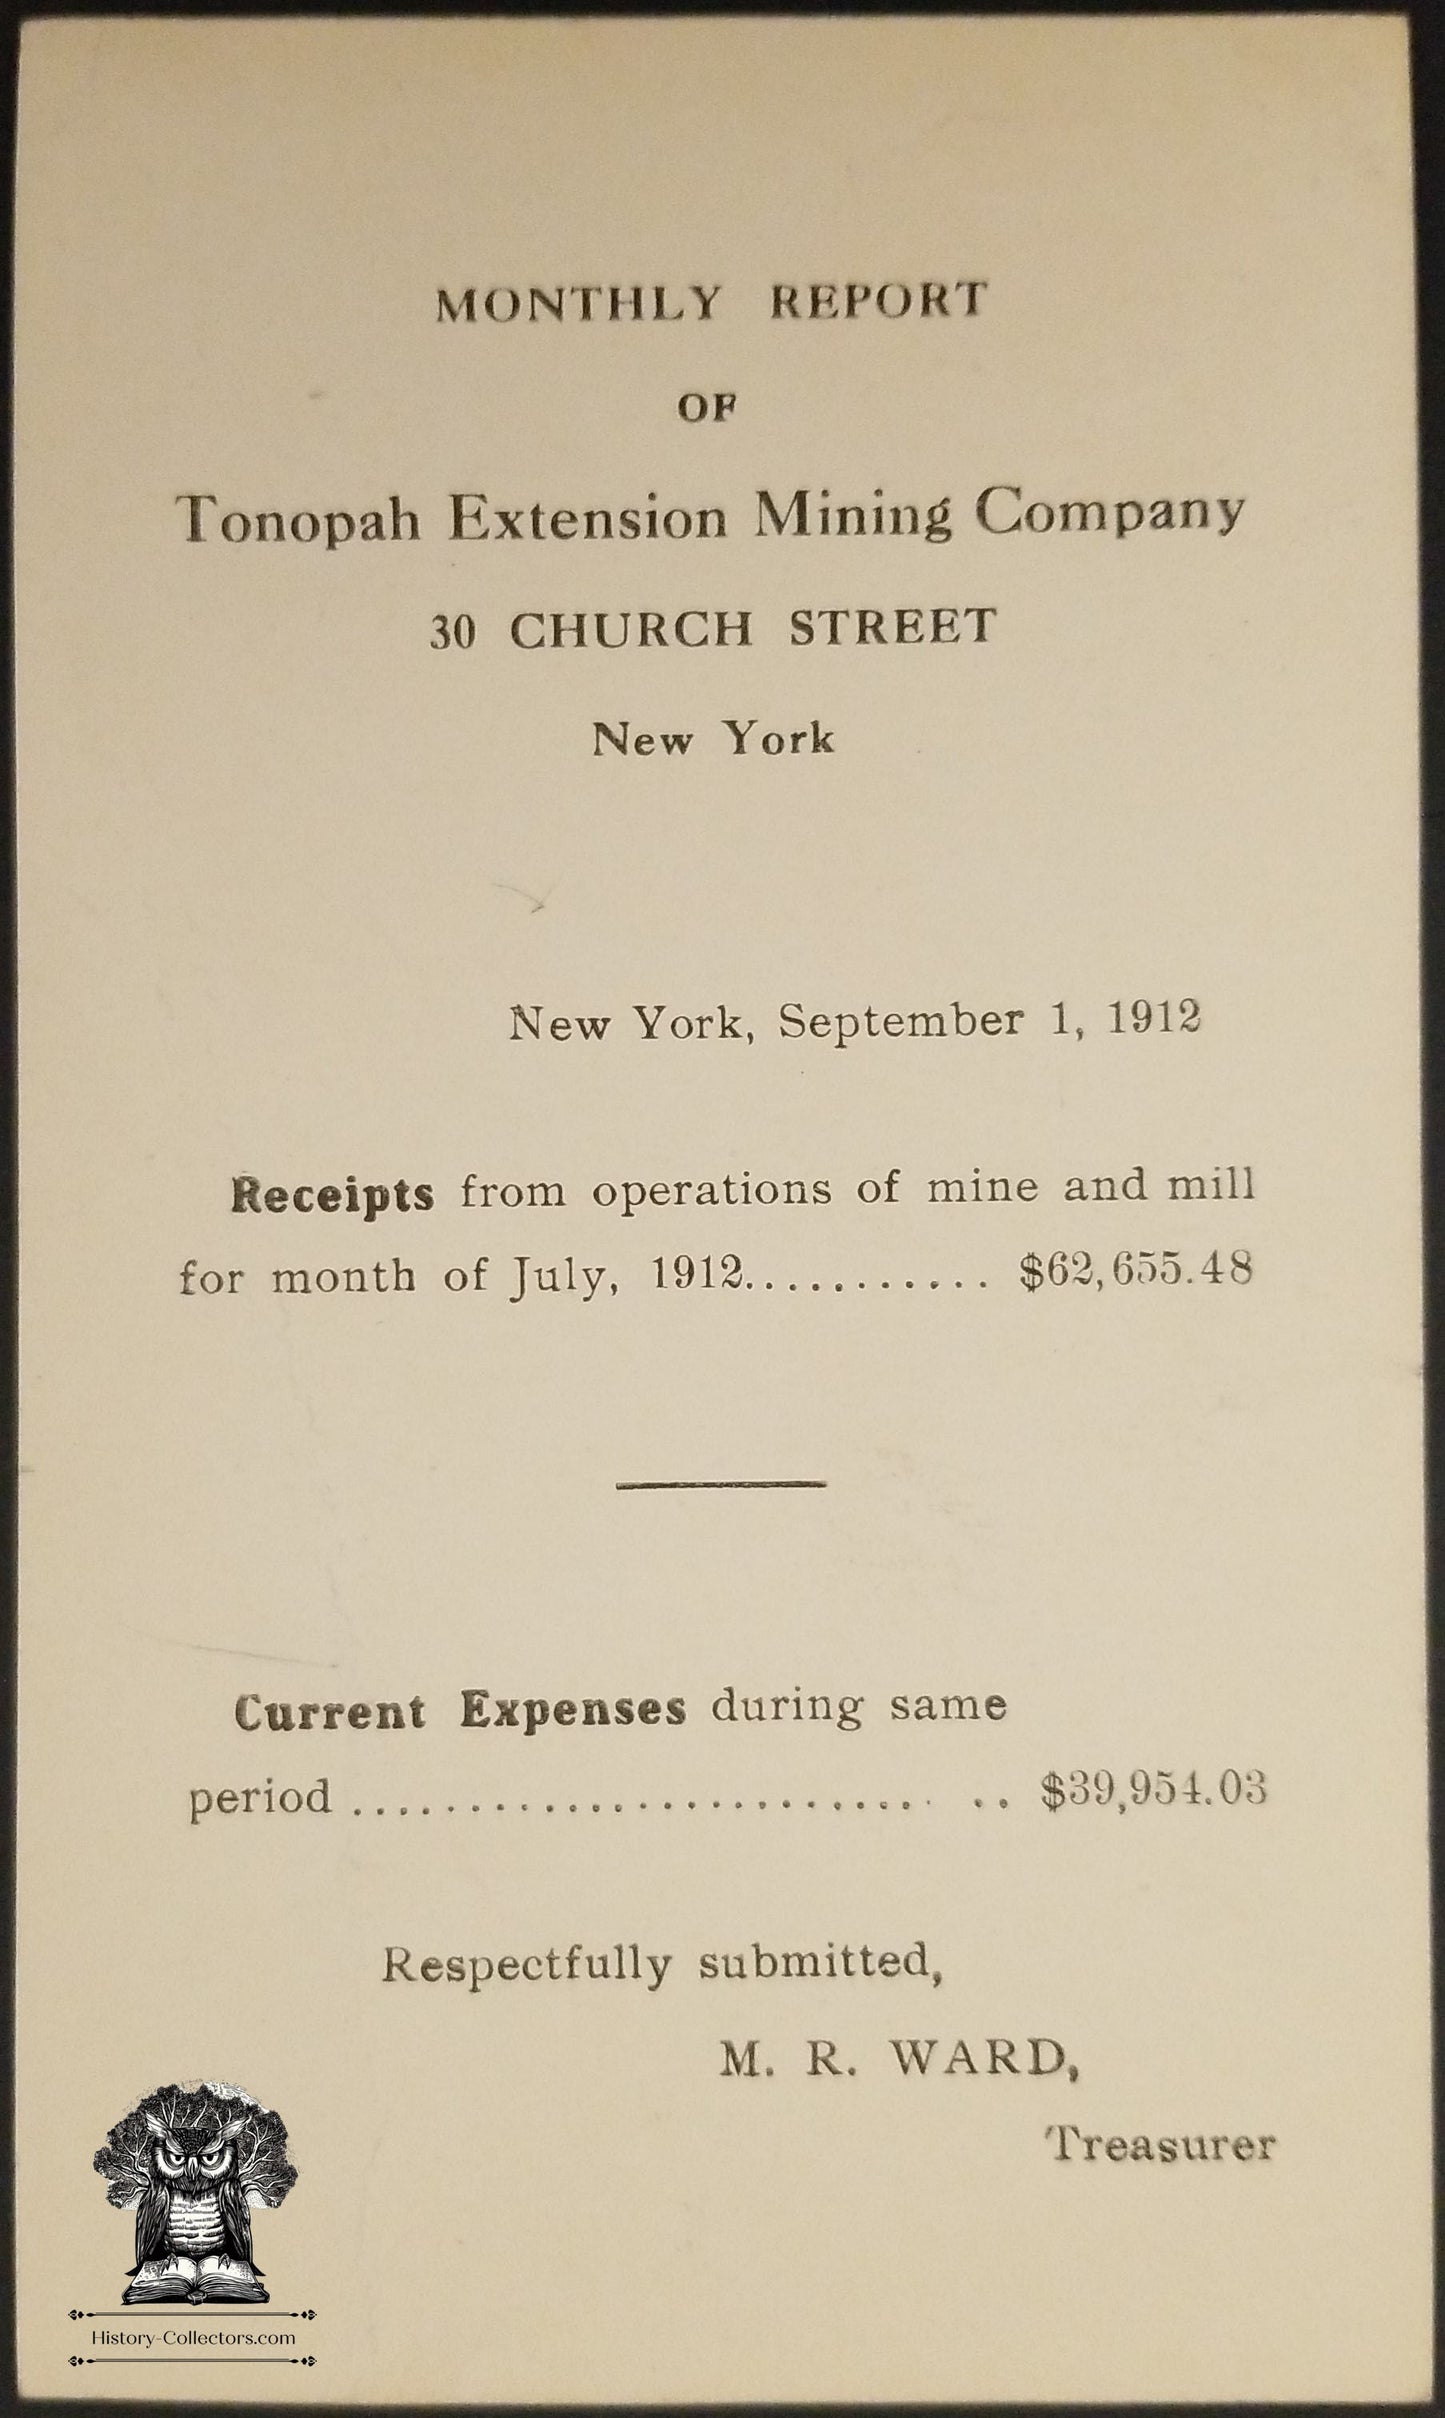 MONTHLY REPORT
OF
Tonopah Extension Mining Company
30 CHURCH STREET
New York
New York, September 1, 1912
Receipts from operations of mine and mill
for month of July, 1912........... $62,655.48
Current Expenses during same
period ............................ .. $39,954.03
Respectfully submitted,
M. R. WARD,
Treasurer
History-Collectors.com